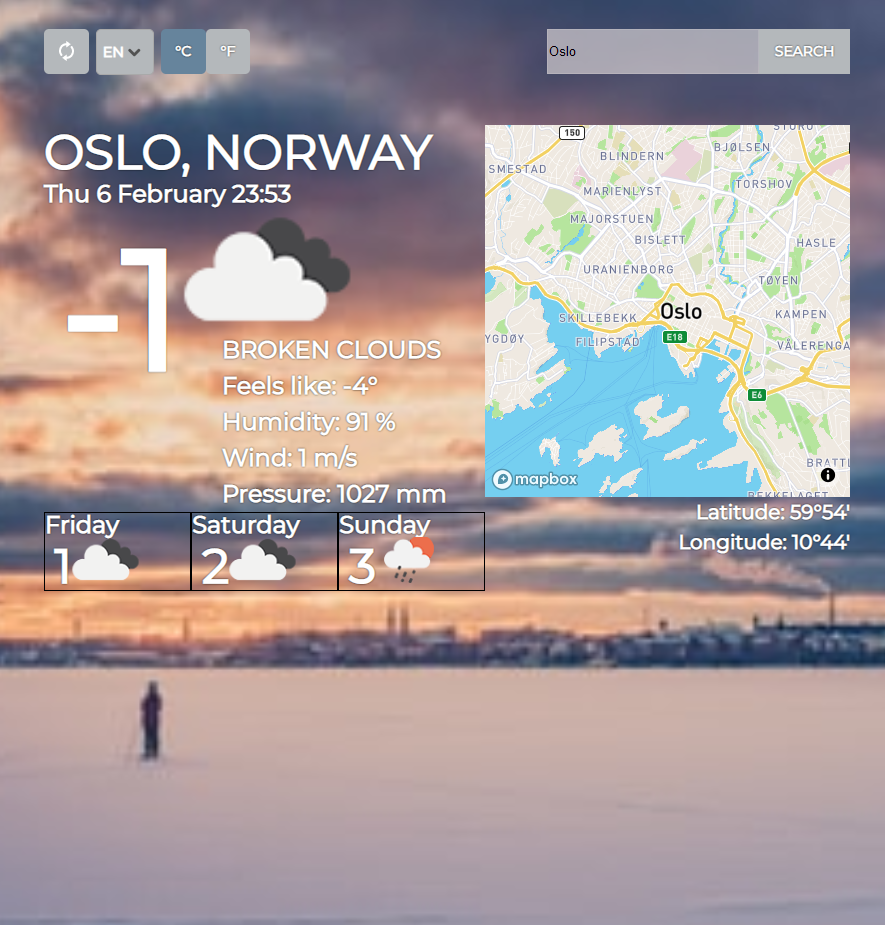 EN
°C
°F
Oslo
SEARCH
OSLO, NORWAY
Thu 6 February 23:53
-1
BROKEN CLOUDS
Feels like: -4°
Humidity: 91 %
Wind: 1 m/s
Pressure: 1027 mm
Friday
1
Saturday
2
Sunday
3
150
BLINDERN
BJØLSEN
SMESTAD
TORSHOV
MARIENLYST
MAJORSTUEN
BISLETT
HASLE
URANIENBORG
TØYEN
Oslo
SKILLEBEKK
KAMPEN
E18
YGDØY
FILIPSTAD
VÅLERENGA
E6
BRATTL
mapbox
BEKKELAGET
Latitude: 59°54'
Longitude: 10°44'